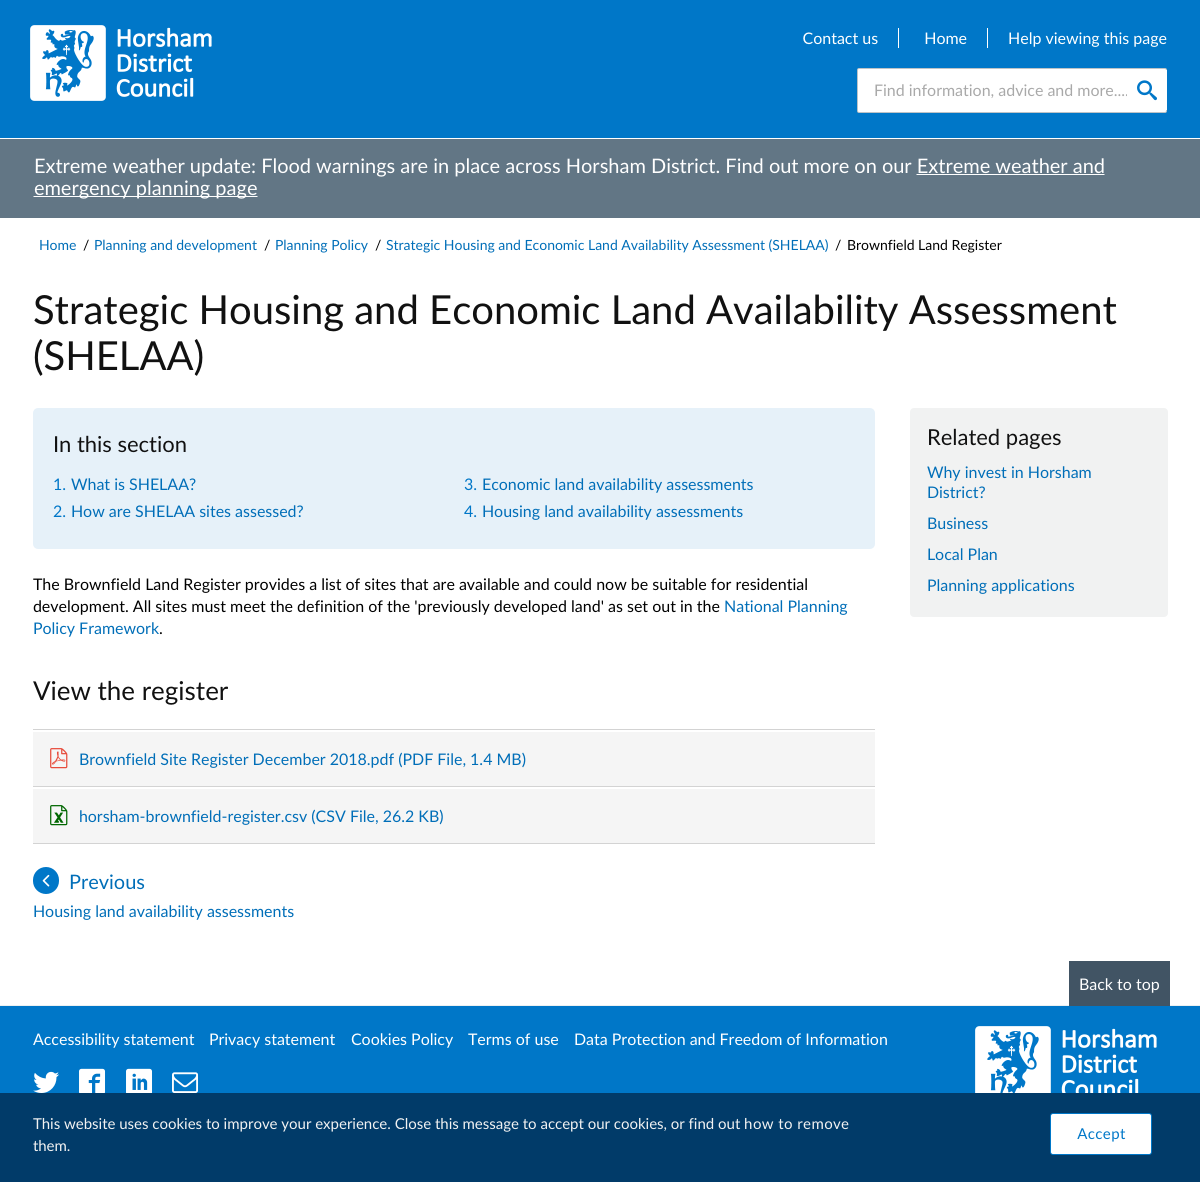 Horsham
District
Council
Contact us
Home
Help viewing this page
Find information, advice and more....
Extreme weather update: Flood warnings are in place across Horsham District. Find out more on our Extreme weather and
emergency planning page
Home / Planning and development / Planning Policy / Strategic Housing and Economic Land Availability Assessment (SHELAA) / Brownfield Land Register
Strategic Housing and Economic Land Availability Assessment
(SHELAA)
In this section
1. What is SHELAA?
2. How are SHELAA sites assessed?
3. Economic land availability assessments
4. Housing land availability assessments
Related pages
Why invest in Horsham
District?
Business
Local Plan
Planning applications
The Brownfield Land Register provides a list of sites that are available and could now be suitable for residential
development. All sites must meet the definition of the 'previously developed land' as set out in the National Planning
Policy Framework.
View the register
Brownfield Site Register December 2018.pdf (PDF File, 1.4 MB)
horsham-brownfield-register.csv (CSV File, 26.2 KB)
Previous
Housing land availability assessments
Back to top
Accessibility statement Privacy statement Cookies Policy Terms of use Data Protection and Freedom of Information
Horsham
District
Council
This website uses cookies to improve your experience. Close this message to accept our cookies, or find out how to remove
them.
Accept